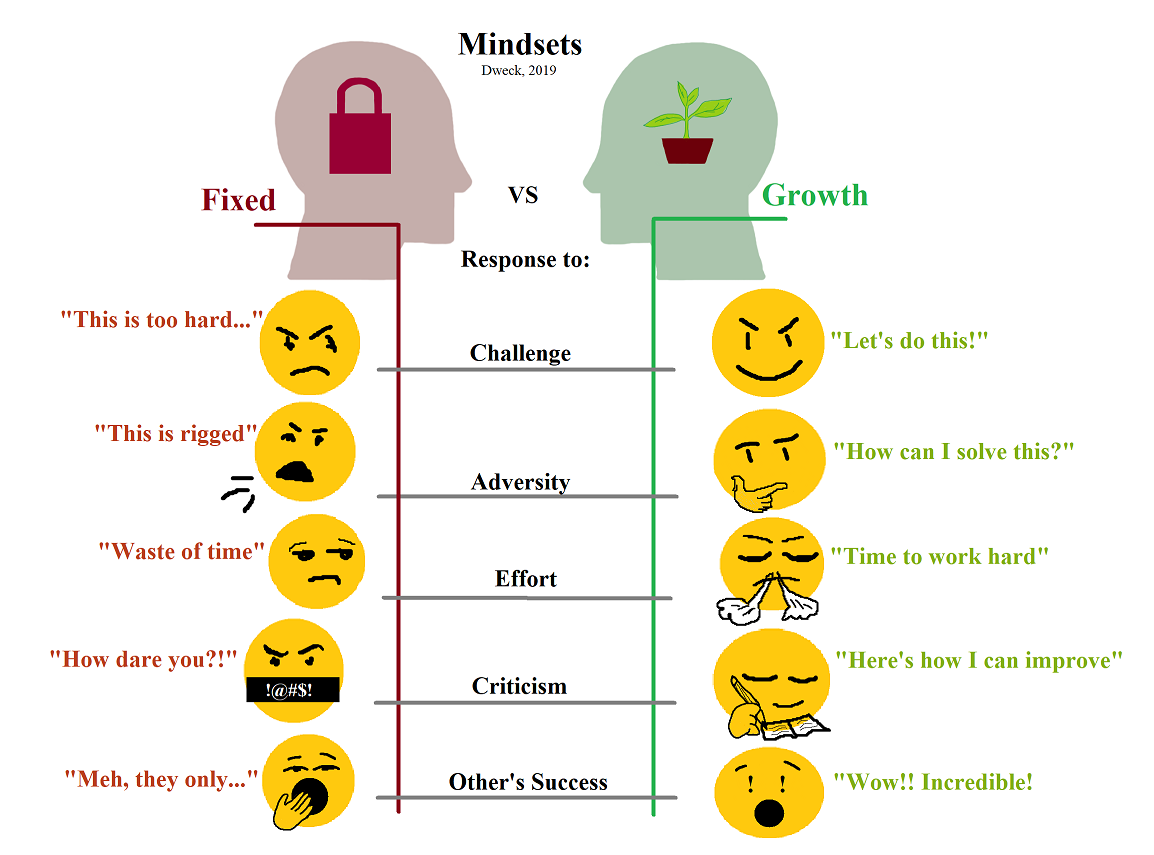 Mindsets
Dweck, 2019
Fixed
VS
Growth
Response to:
"This is too hard..."
Challenge
"Let's do this!"
"This is rigged"
Adversity
"How can I solve this?"
"Waste of time"
Effort
"Time to work hard"
"How dare you?!"
!@#$!
Criticism
"Here's how I can improve"
"Meh, they only..."
Other's Success
"Wow!! Incredible!